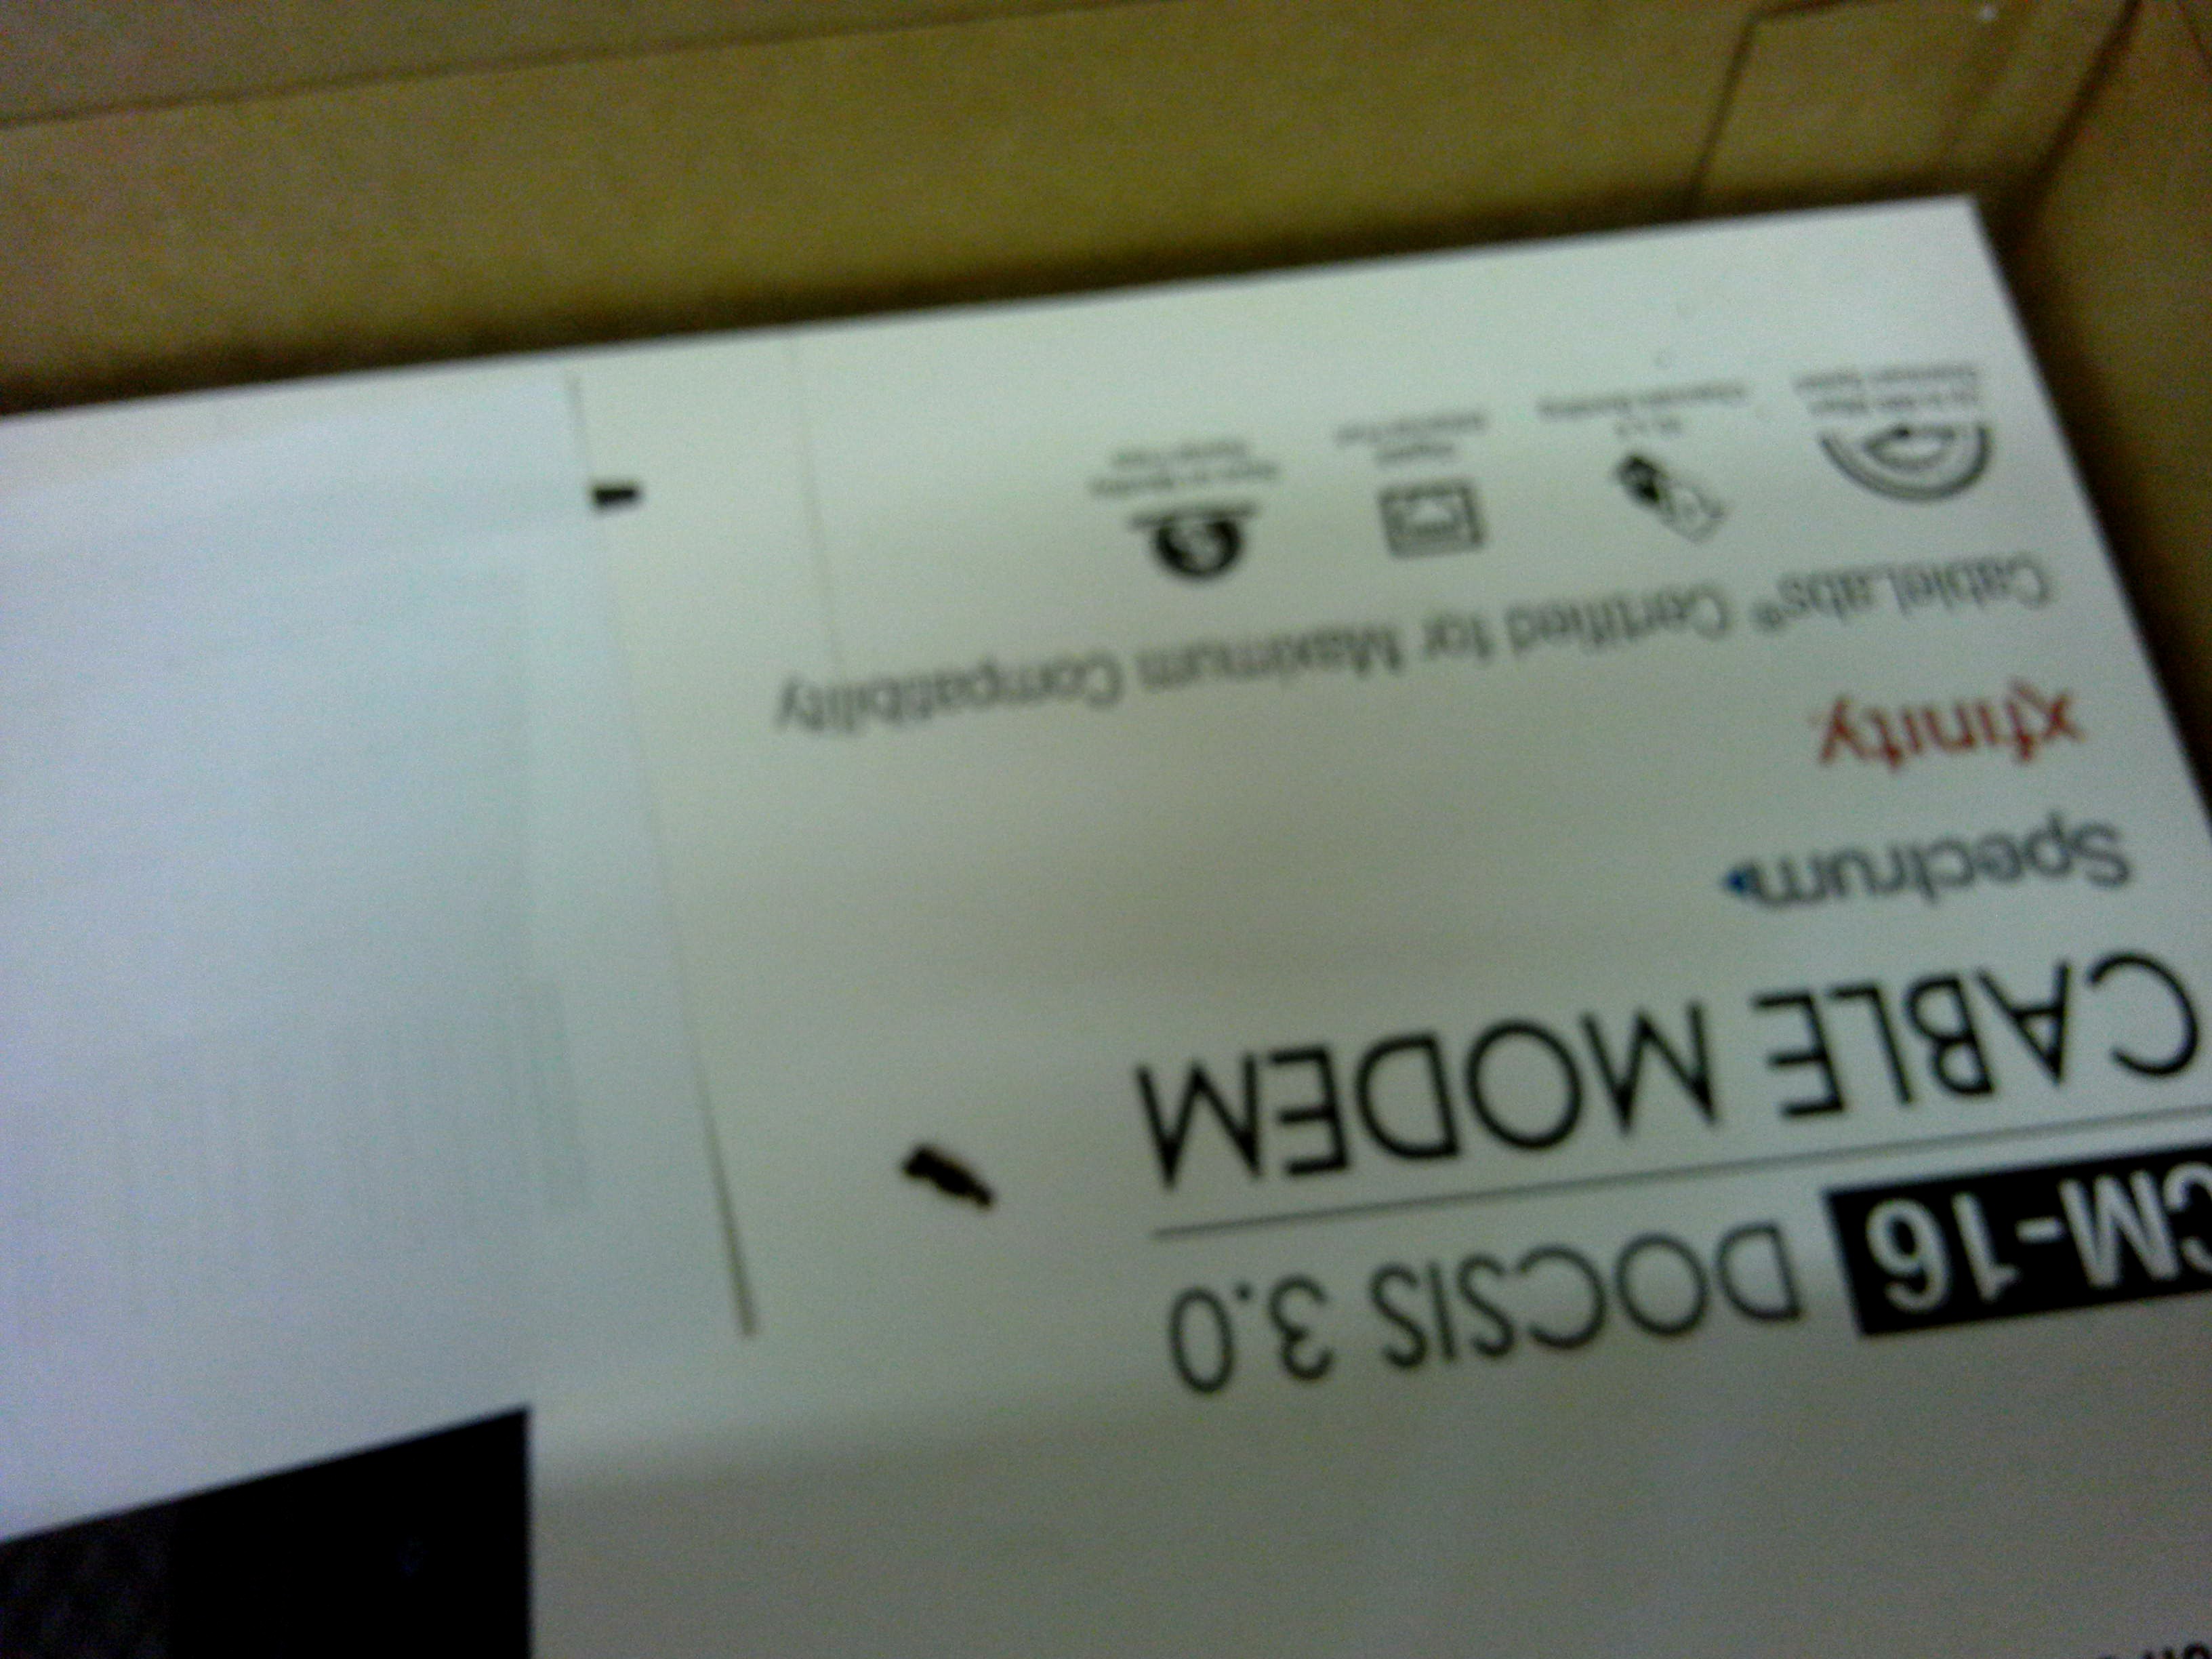 CM-16 DOCSIS 3.0
CABLE MODEM
Spectrum
xfinity
CableLabs® Certified for Maximum Compatibility